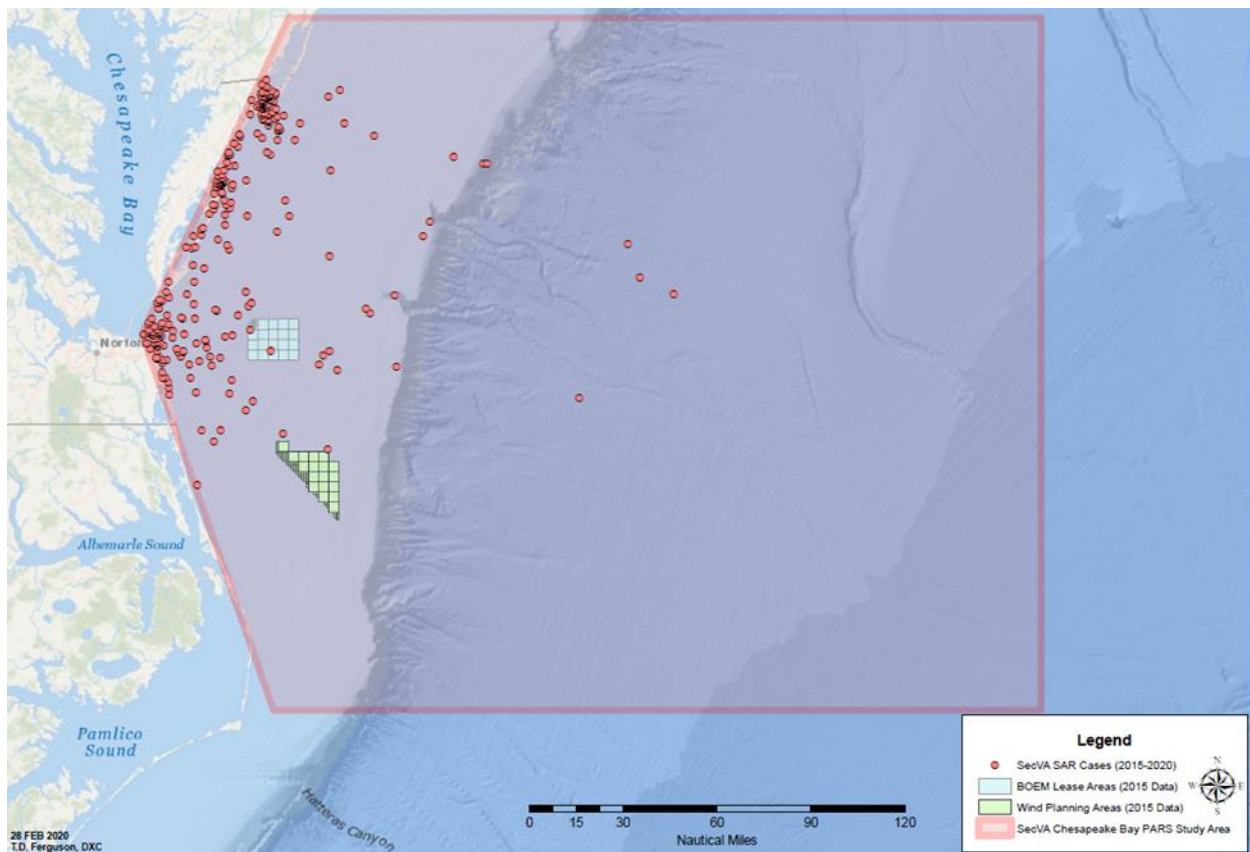 Chesapeake Bay
Norfol
Albemarle Sound
Pamlico
Sound
Hatteras Canyon
28 FEB 2020
T.D. Ferguson, DXC
0 15 30 60 90 120
Nautical Miles
Legend
SecVA SAR Cases (2015-2020)
BOEM Lease Areas (2015 Data)
Wind Planning Areas (2015 Data)
SecVA Chesapeake Bay PARS Study Area
N
W E
S